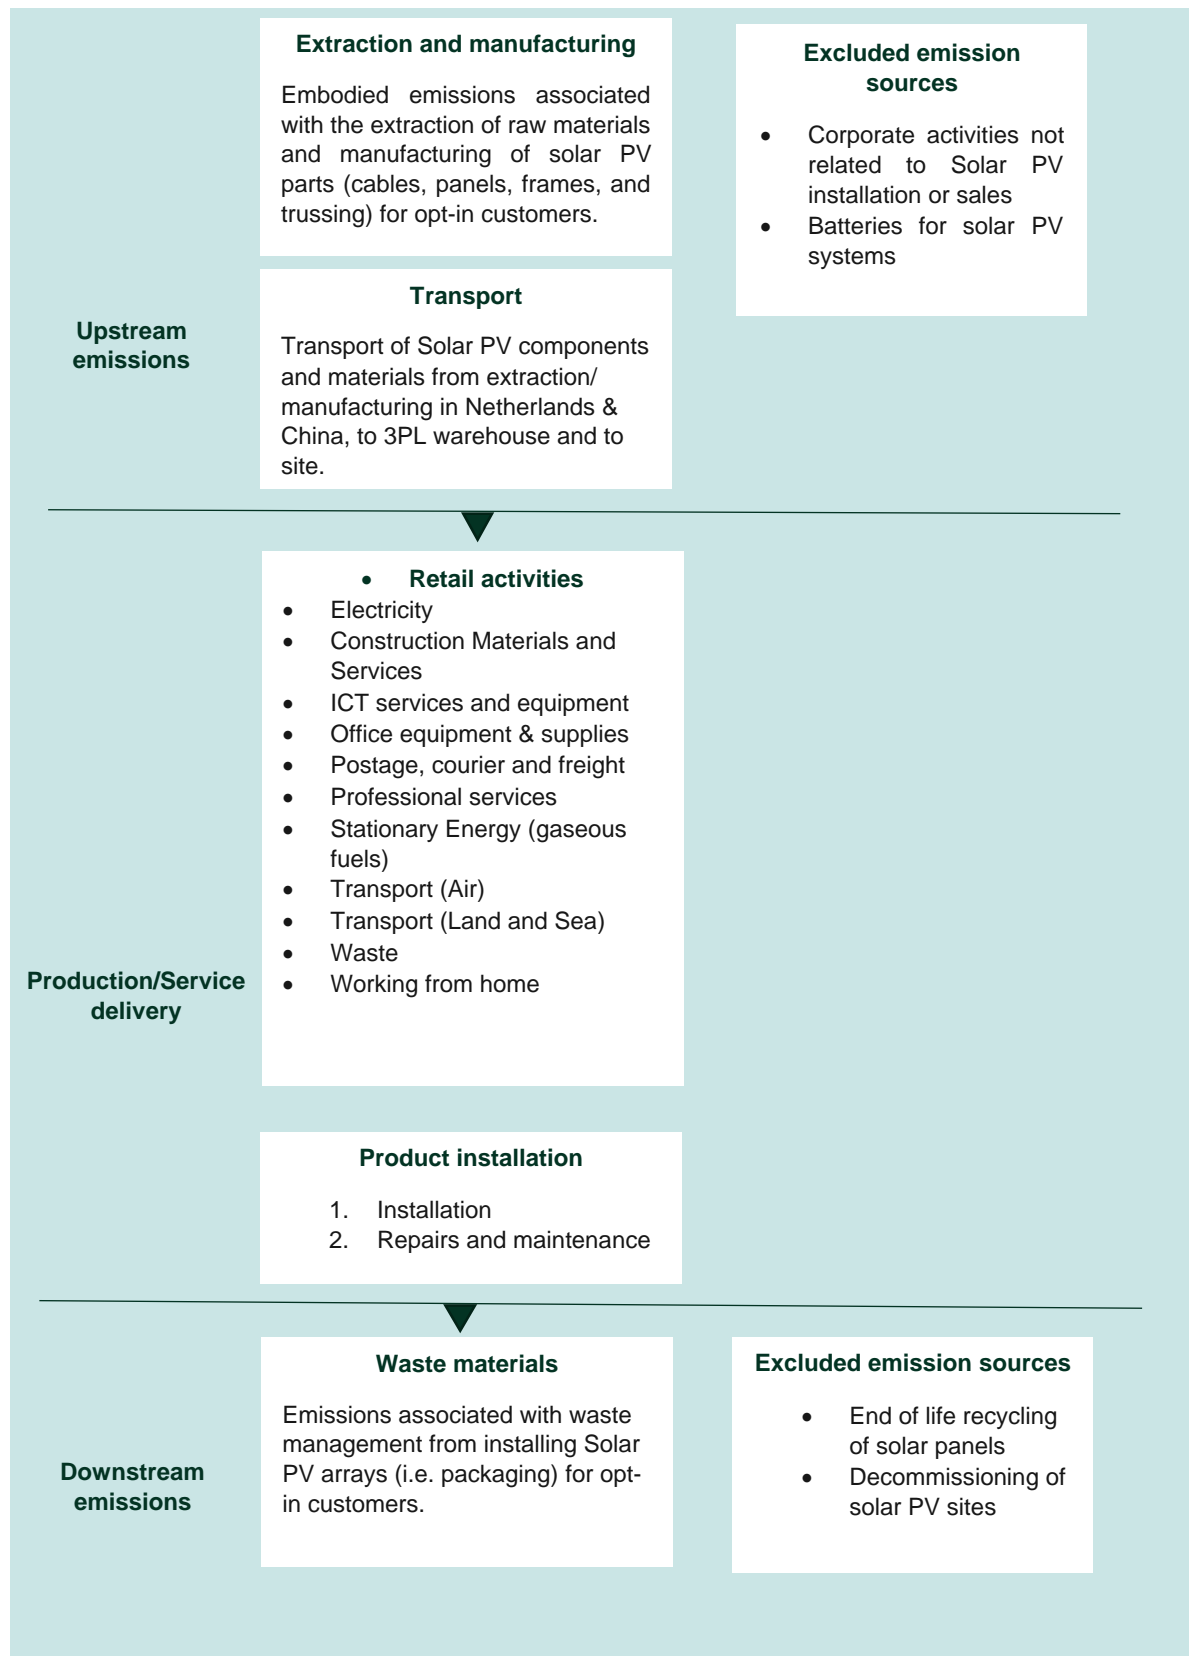 Extraction and manufacturing
Embodied emissions associated
with the extraction of raw materials
and manufacturing of solar PV
parts (cables, panels, frames, and
trussing) for opt-in customers.
Excluded emission
sources
• Corporate activities not
related to Solar PV
installation or sales
• Batteries for solar PV
systems
Upstream
emissions
Transport
Transport of Solar PV components
and materials from extraction/
manufacturing in Netherlands &
China, to 3PL warehouse and to
site.
Production/Service
delivery
• Retail activities
• Electricity
• Construction Materials and
Services
• ICT services and equipment
• Office equipment & supplies
• Postage, courier and freight
• Professional services
• Stationary Energy (gaseous
fuels)
• Transport (Air)
• Transport (Land and Sea)
• Waste
• Working from home
Product installation
1. Installation
2. Repairs and maintenance
Downstream
emissions
Waste materials
Emissions associated with waste
management from installing Solar
PV arrays (i.e. packaging) for opt-
in customers.
Excluded emission sources
• End of life recycling
of solar panels
• Decommissioning of
solar PV sites